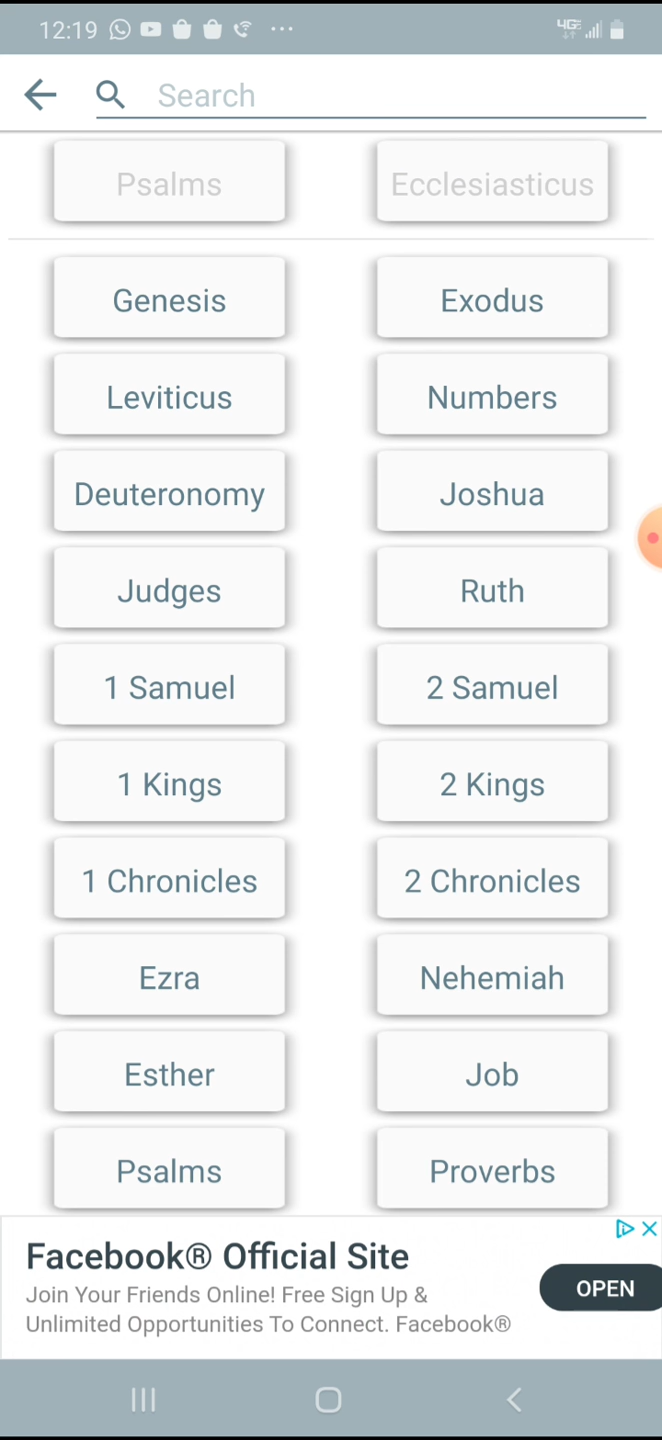 12:19
4GE
Search
Psalms Ecclesiasticus
Genesis Exodus
Leviticus Numbers
Deuteronomy Joshua
Judges Ruth
1 Samuel 2 Samuel
1 Kings 2 Kings
1 Chronicles 2 Chronicles
Ezra Nehemiah
Esther Job
Psalms Proverbs
Facebook® Official Site
Join Your Friends Online! Free Sign Up &
Unlimited Opportunities To Connect. Facebook®
OPEN